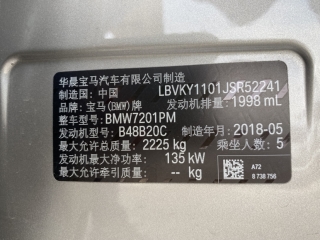 华晨宝马汽车有限公司制造
制造国: 中国 LBVKY1101JSR52241
品牌: 宝马(BMW)牌 发动机排量: 1998 mL
整车型号: BMW7201PM
发动机型号: B48B20C 制造年月: 2018-05
最大允许总质量: 2225 kg 乘坐人数: 5
发动机最大净功率: 135 kW A72
最大允许牵引质量: -- kg 8 738 756